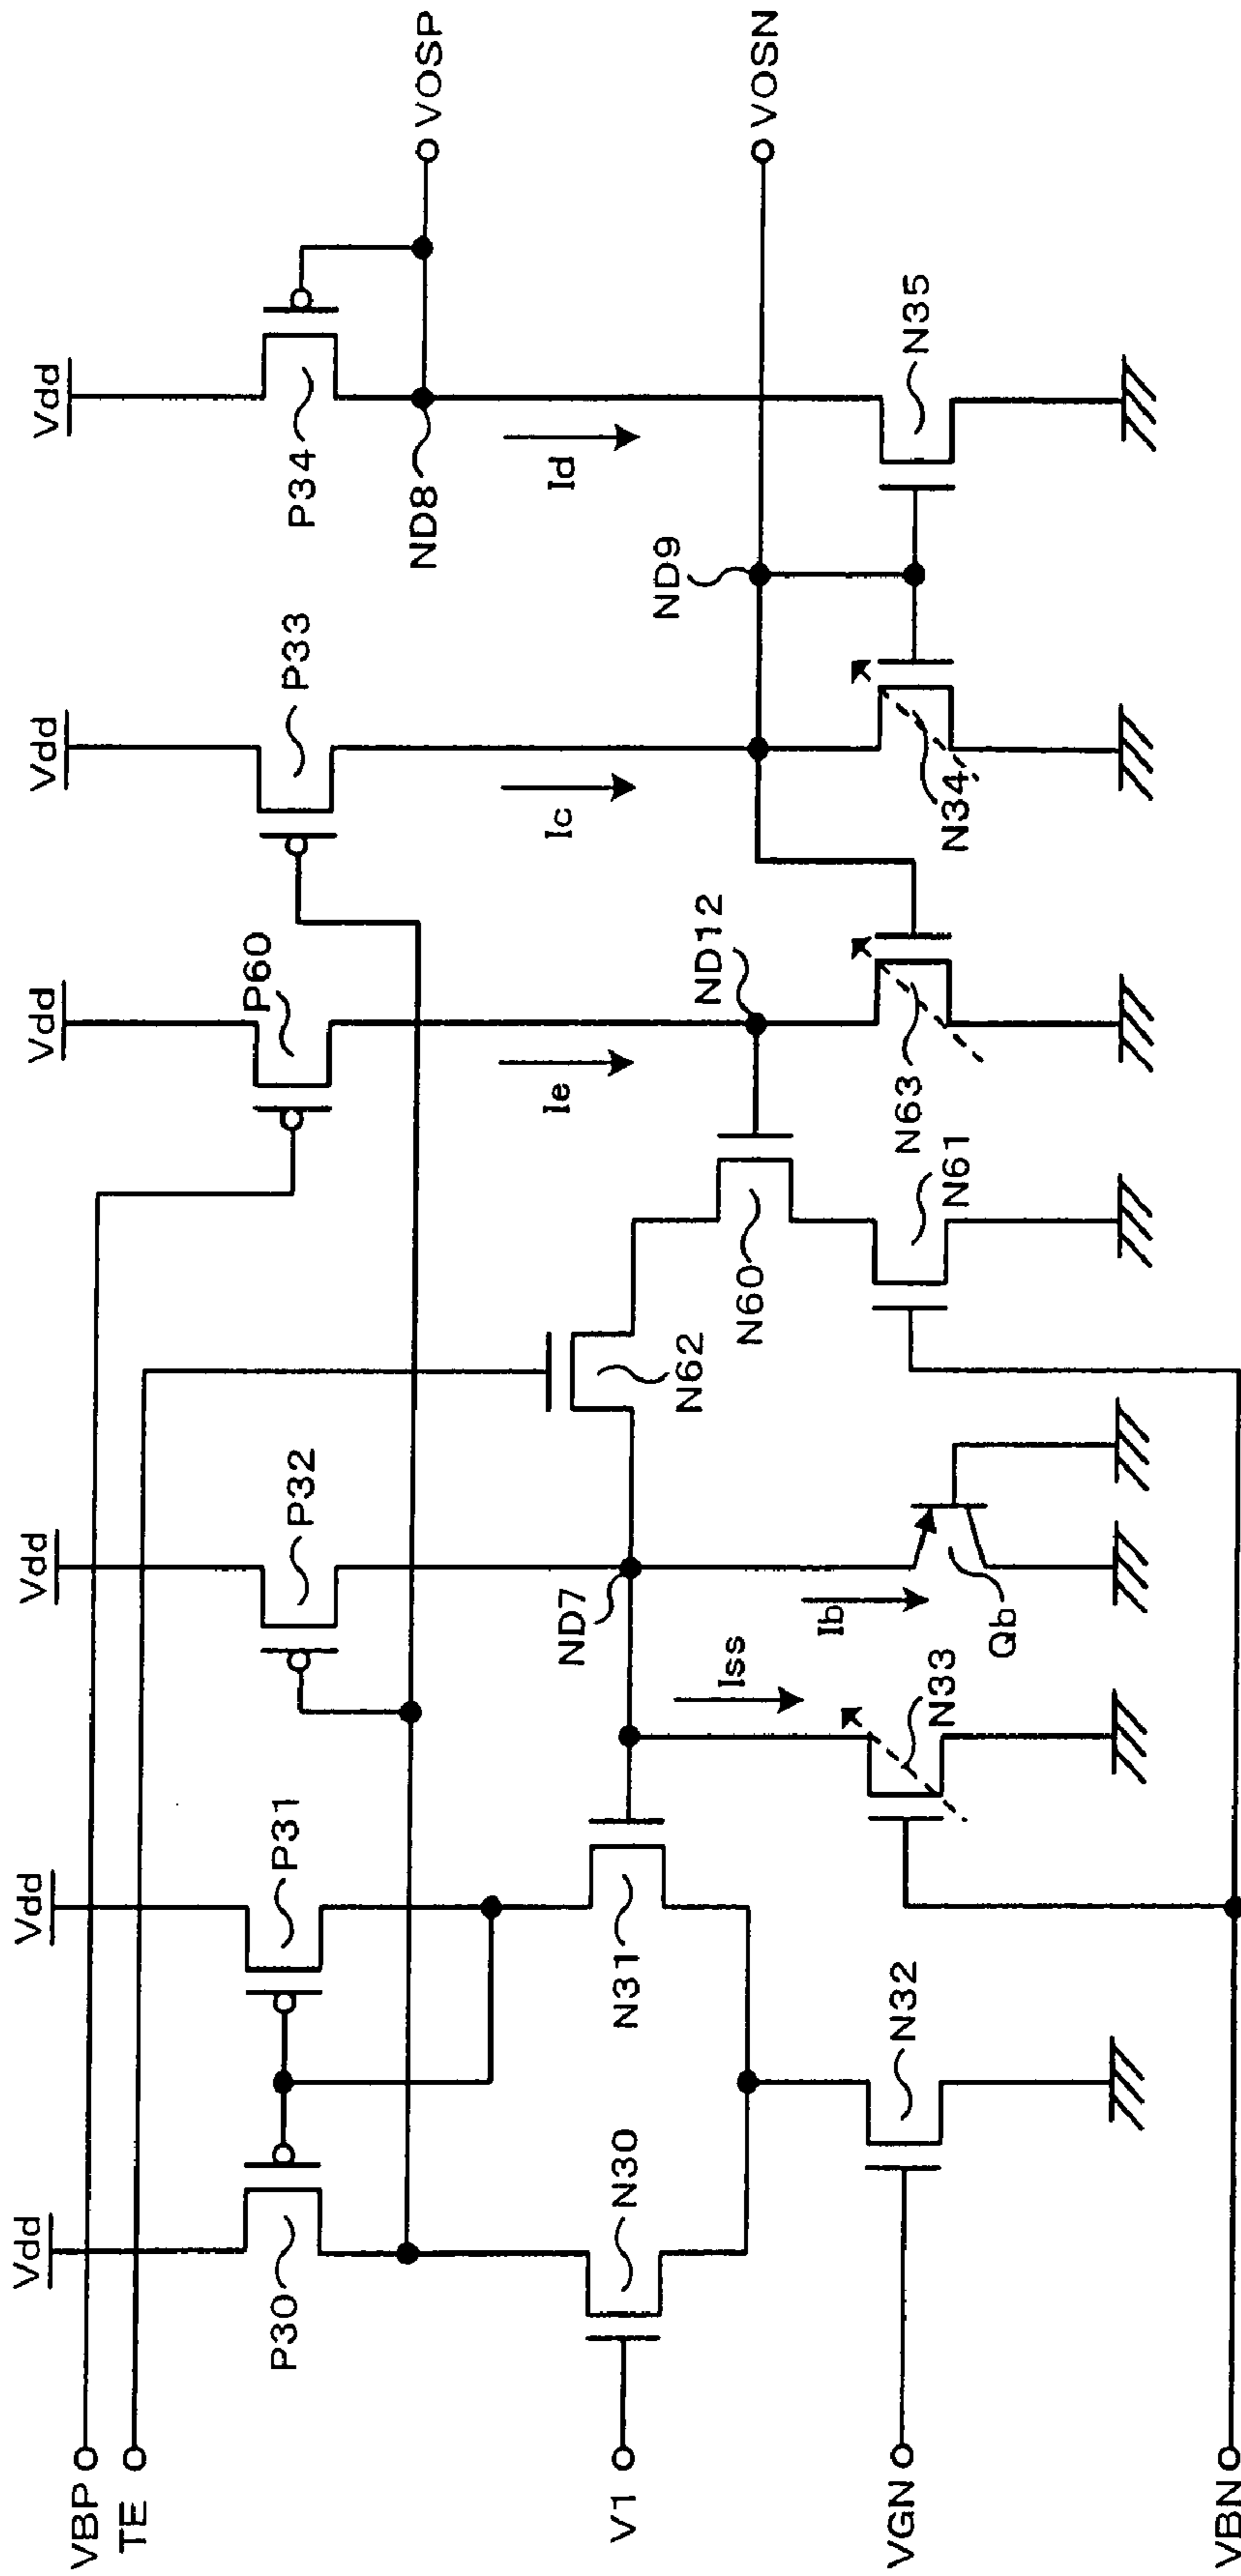 VBP
TE
V1
VGN
VBN
Vdd
Vdd
Vdd
Vdd
Vdd
Vdd
P30
P31
P32
P60
P33
P34
N30
N31
N32
N33
Iss
Ib
Qb
ND7
N62
N60
N61
N63
ND12
Ie
Ic
N34
ND9
Id
ND8
N35
VOSP
VOSN